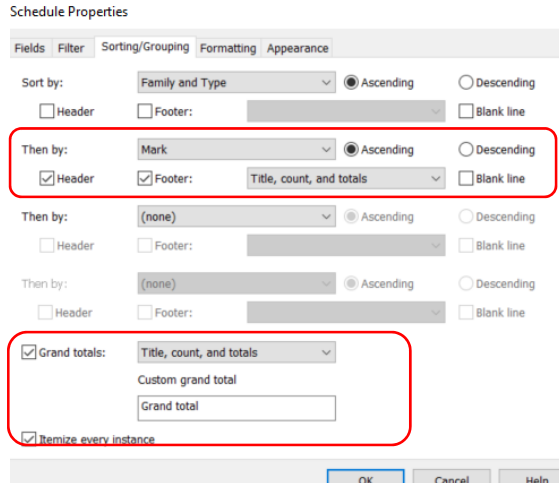 Schedule Properties
Fields Filter Sorting/Grouping Formatting Appearance
Sort by: Family and Type Ascending Descending
Header Footer: Blank line
Then by: Mark Ascending Descending
Header Footer: Title, count, and totals Blank line
Then by: (none) Ascending Descending
Header Footer: Blank line
Then by: (none) Ascending Descending
Header Footer: Blank line
Grand totals: Title, count, and totals
Custom grand total
Grand total
Itemize every instance
OK Cancel Help